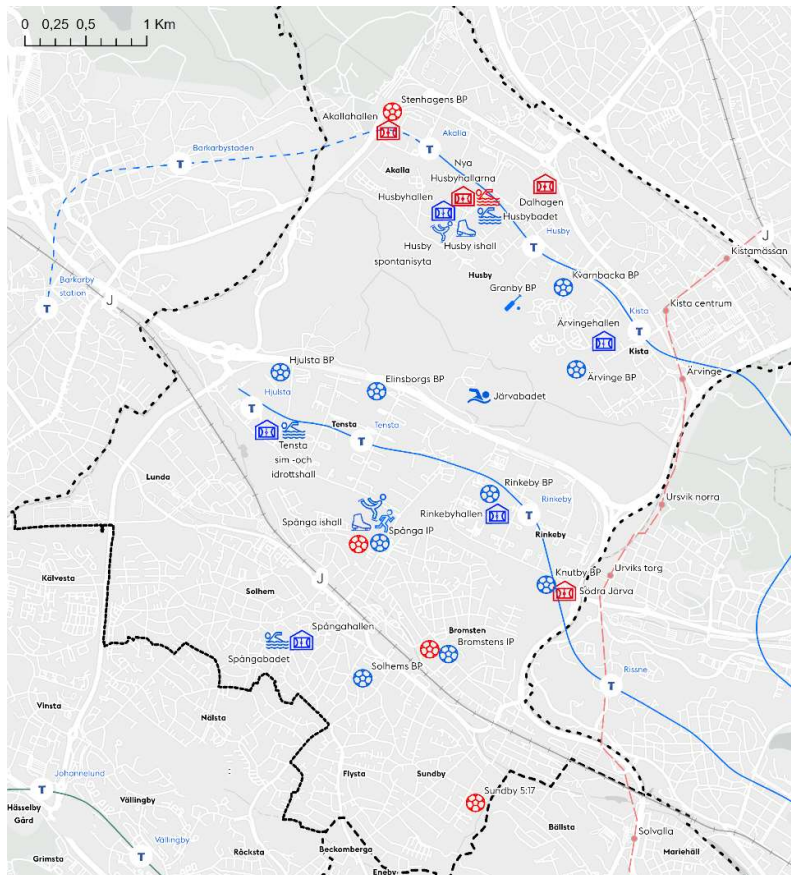 0 0,25 0,5 1 Km
Stenhagens BP
Akallahallen
Akalla
Barkarbystaden
T
T
Akalla
Nya
Husbyhallarna
Husbyhallen
Dalhagen
Husbybadet
Husby
Husby ishall
Husby
spontanisyta
T
J
Kistamässan
Barkarby
station
J
T
Husby
Kvarnbacka BP
Granby BP
Kista centrum
Kista
T
Ärvingehallen
Kista
Hjulsta BP
Elinsborgs BP
Ärvinge BP
Ärvinge
Järvabadet
Hjulsta
T
Tensta
Tensta
T
Tensta
sim -och
idrottshall
Lunda
Rinkeby BP
Rinkeby
Ursvik norra
Rinkebyhallen
T
Spånga ishall
Spånga IP
Rinkeby
Kälvesta
Solhem
J
Knutby BP
Urviks torg
Södra Järva
Spångahallen
Bromsten
Bromstens IP
Spångabadet
Solhems BP
Rissne
T
Vinsta
Nälsta
:
Johannelund
T
Flysta
Sundby
Hässelby
Gård
Vällingby
Sundby 5:17
Vällingby
T
Bällsta
Solvalla
Grimsta
Röcksta
Beckomberga
Mariehäll
Eneby-